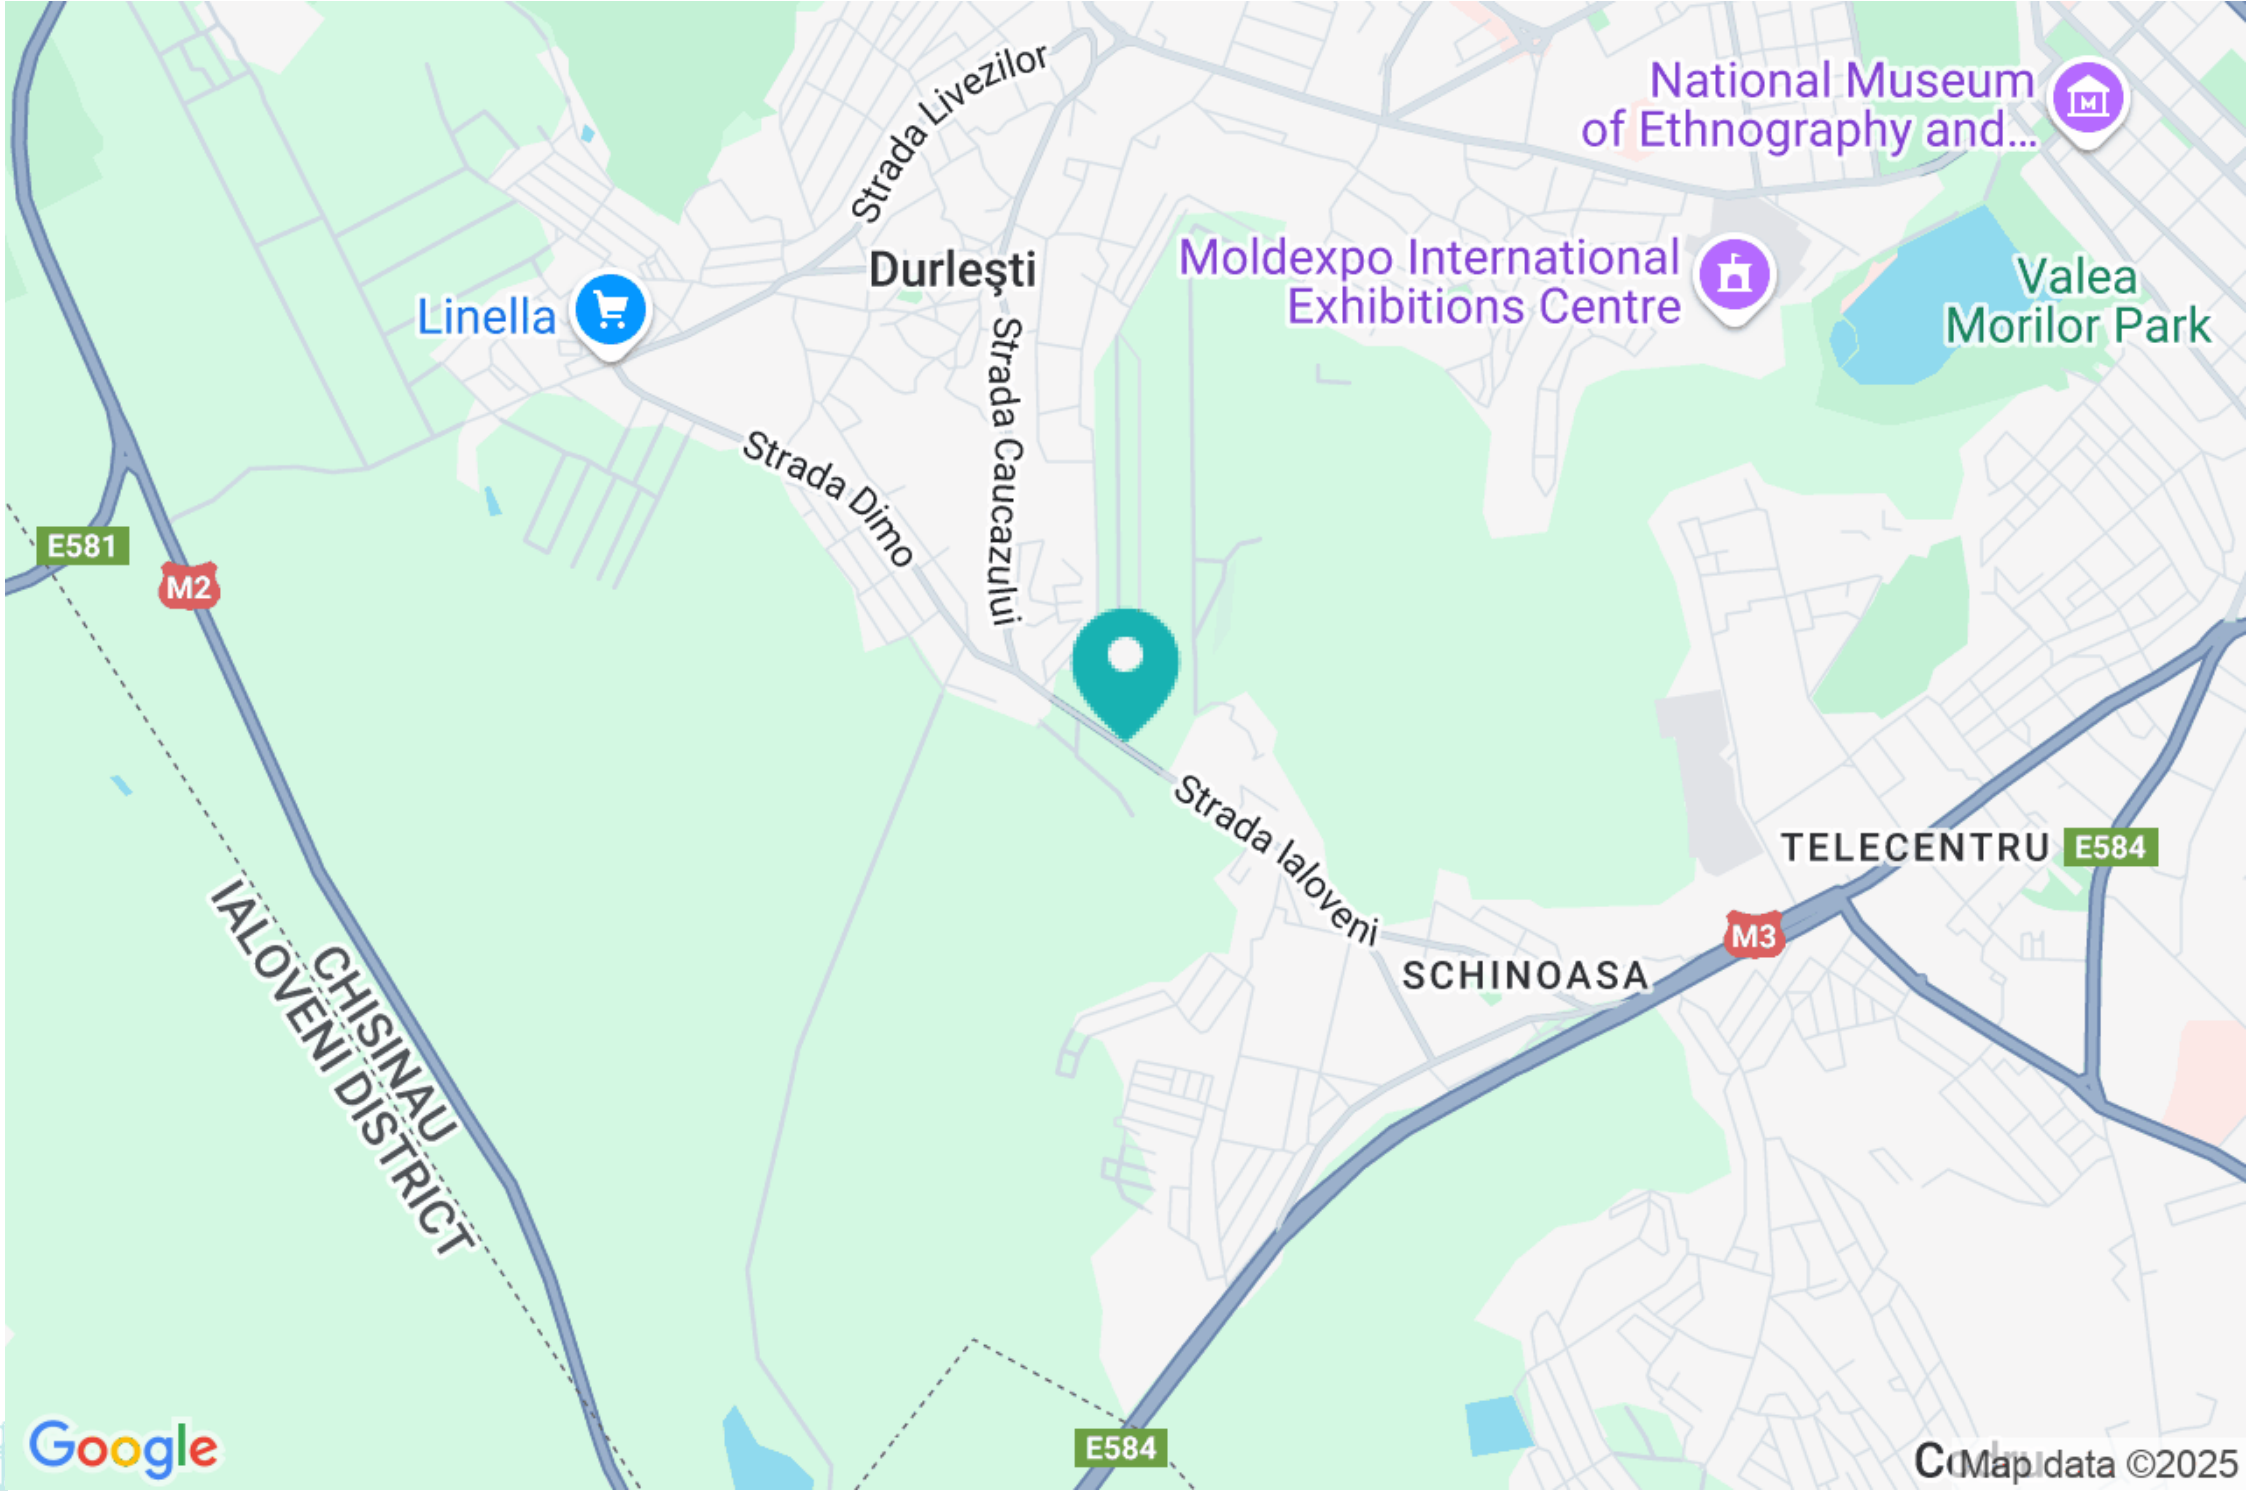 Strada Livezilor
National Museum
of Ethnography and...
Durleşti
Moldexpo International
Exhibitions Centre
Valea
Morilor Park
Linella
Strada Caucazului
Strada Dimo
E581
M2
Strada Ialoveni
TELECENTRU
E584
M3
SCHINOASA
CHISINAU
IALOVENI DISTRICT
E584
Google
Map data ©2025